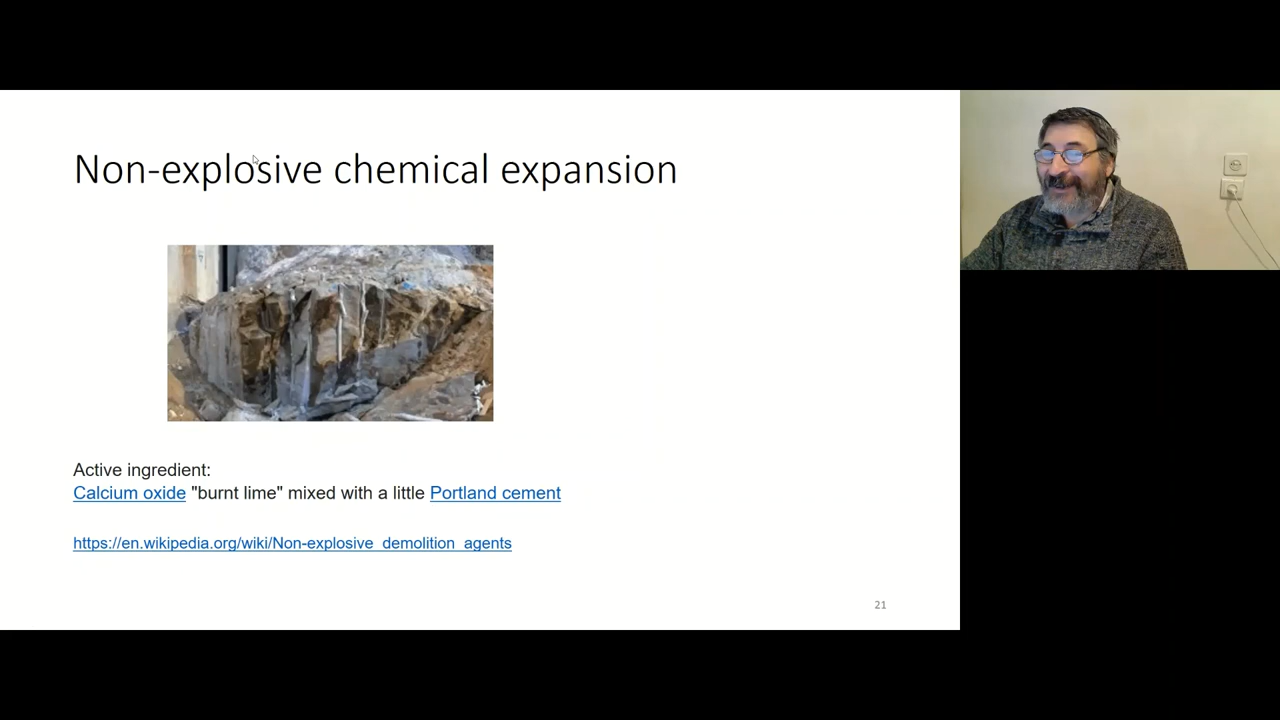 Non-explosive chemical expansion
Active ingredient:
Calcium oxide "burnt lime" mixed with a little Portland cement
https://en.wikipedia.org/wiki/Non-explosive_demolition_agents
21